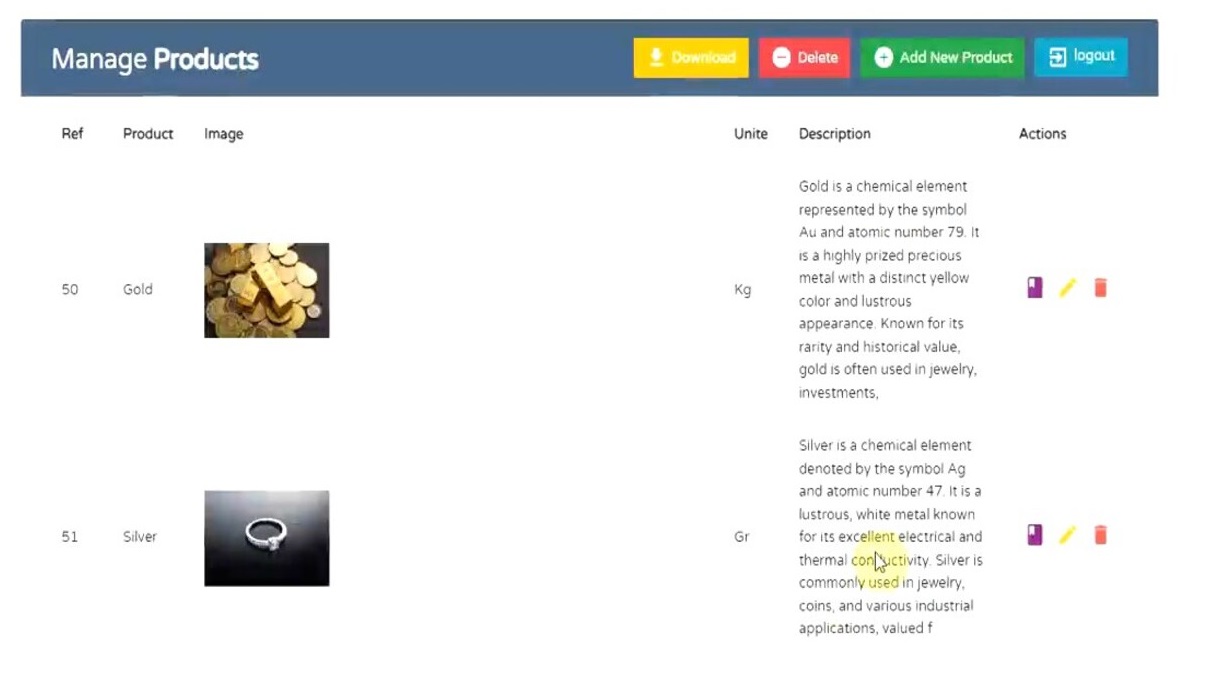 Manage Products
Download
Delete
Add New Product
logout
Ref Product Image Unite Description Actions
50 Gold Kg
Gold is a chemical element
represented by the symbol
Au and atomic number 79. It
is a highly prized precious
metal with a distinct yellow
color and lustrous
appearance. Known for its
rarity and historical value,
gold is often used in jewelry,
investments,
51 Silver Gr
Silver is a chemical element
denoted by the symbol Ag
and atomic number 47. It is a
lustrous, white metal known
for its excellent electrical and
thermal conductivity. Silver is
commonly used in jewelry,
coins, and various industrial
applications, valued f